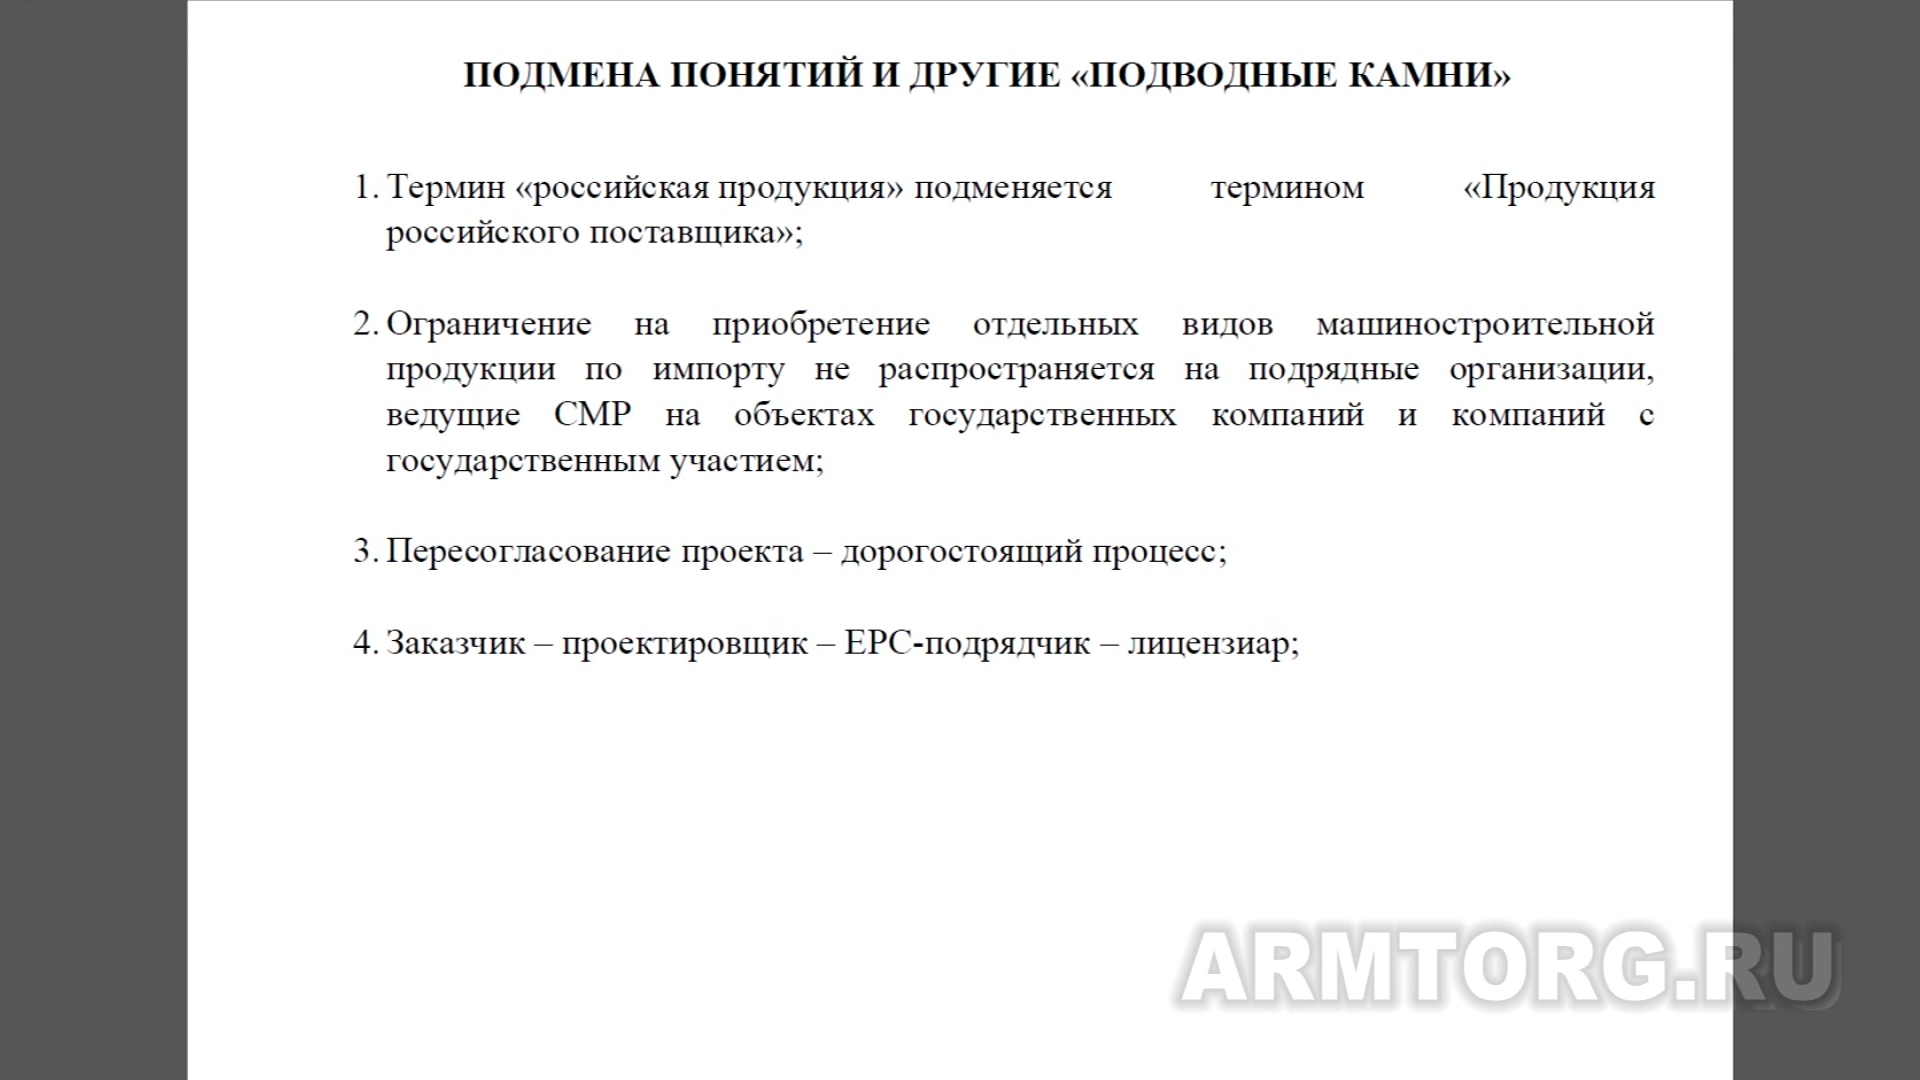 ПОДМЕНА ПОНЯТИЙ И ДРУГИЕ «ПОДВОДНЫЕ КАМНИ»
1. Термин «российская продукция» подменяется термином «Продукция
российского поставщика»;
2. Ограничение на приобретение отдельных видов машиностроительной
продукции по импорту не распространяется на подрядные организации,
ведущие СМР на объектах государственных компаний и компаний с
государственным участием;
3. Пересогласование проекта – дорогостоящий процесс;
4. Заказчик – проектировщик – ЕРС-подрядчик – лицензиар;
ARMTORG.RU